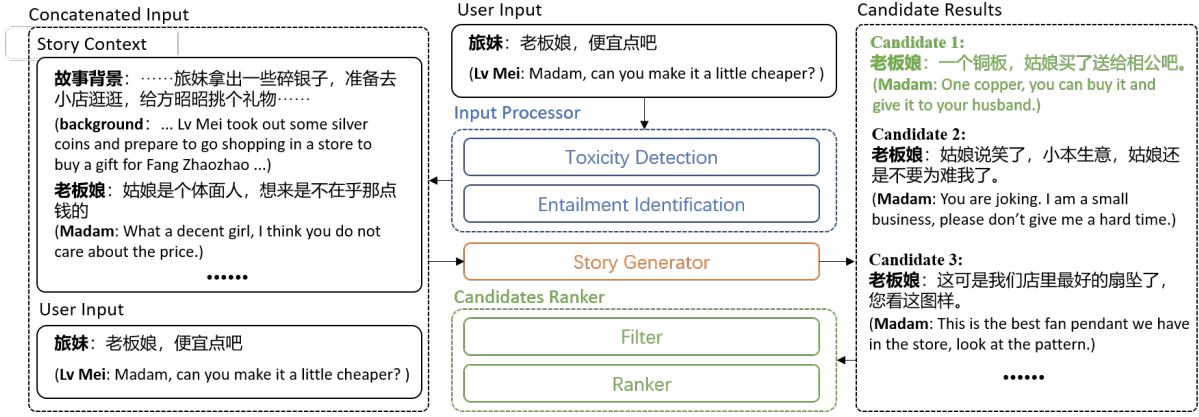 Concatenated Input
Story Context
故事背景：……旅妹拿出一些碎银子，准备去
小店逛逛，给方昭昭挑个礼物……
(background：... Lv Mei took out some silver
coins and prepare to go shopping in a store to
buy a gift for Fang Zhaozhao ...)
老板娘：姑娘是个体面人，想来是不在乎那点
钱的
(Madam: What a decent girl, I think you do not
care about the price.)
••••••
User Input
旅妹：老板娘，便宜点吧
(Lv Mei: Madam, can you make it a little cheaper? )
User Input
旅妹：老板娘，便宜点吧
(Lv Mei: Madam, can you make it a little cheaper? )
Input Processor
Toxicity Detection
Entailment Identification
Story Generator
Candidates Ranker
Filter
Ranker
Candidate Results
Candidate 1:
老板娘：一个铜板，姑娘买了送给相公吧。
(Madam: One copper, you can buy it and
give it to your husband.)
Candidate 2:
老板娘：姑娘说笑了，小本生意，姑娘还
是不要为难我了。
(Madam: You are joking. I am a small
business, please don’t give me a hard time.)
Candidate 3:
老板娘：这可是我们店里最好的扇坠了，
您看这图样。
(Madam: This is the best fan pendant we have
in the store, look at the pattern.)
••••••